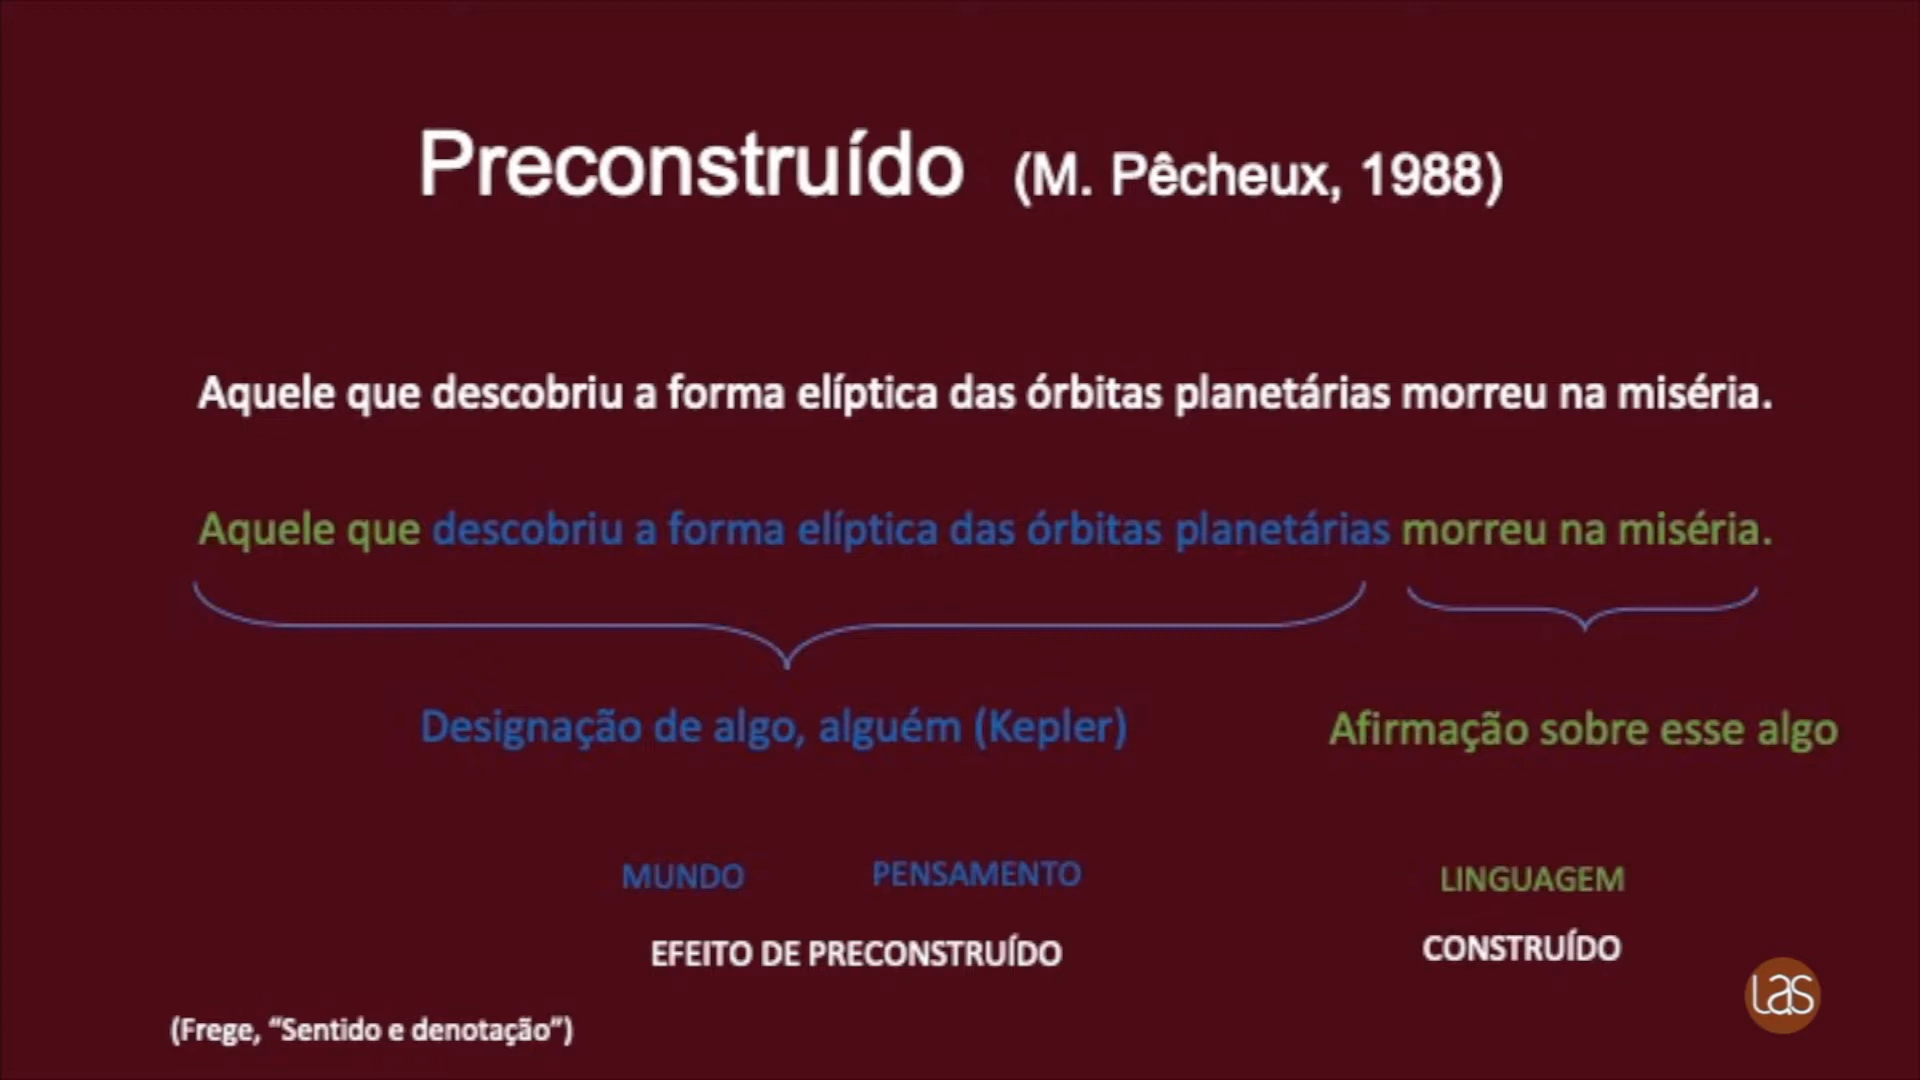 Preconstruído (M. Pêcheux, 1988)
Aquele que descobriu a forma elíptica das órbitas planetárias morreu na miséria.
Aquele que descobriu a forma elíptica das órbitas planetárias morreu na miséria.
Designação de algo, alguém (Kepler) Afirmação sobre esse algo
MUNDO PENSAMENTO LINGUAGEM
EFEITO DE PRECONSTRUÍDO CONSTRUÍDO
las
(Frege, “Sentido e denotação”)